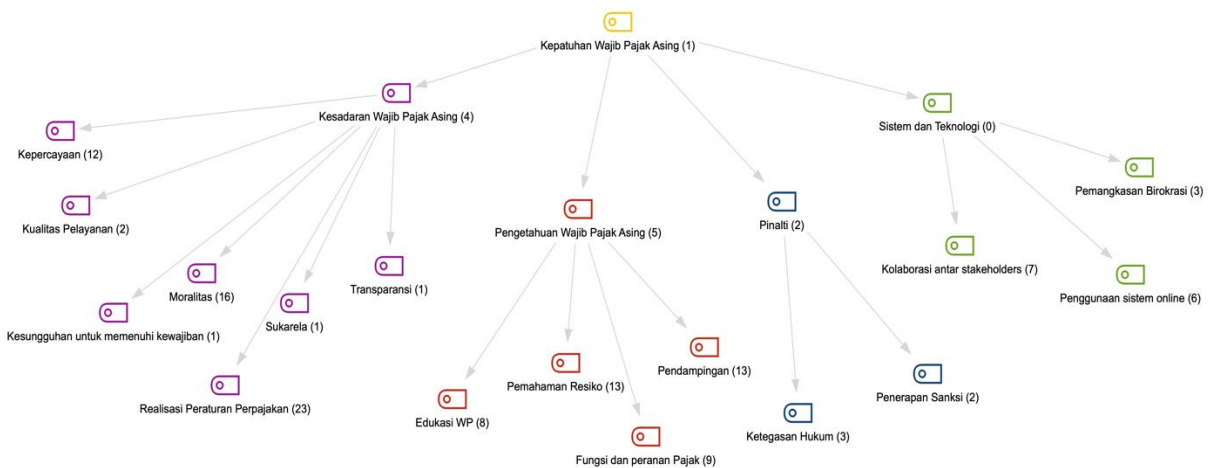 Kepatuhan Wajib Pajak Asing (1)
Kesadaran Wajib Pajak Asing (4)
Sistem dan Teknologi (0)
Kepercayaan (12)
Pemangkasan Birokrasi (3)
Kualitas Pelayanan (2)
Pengetahuan Wajib Pajak Asing (5)
Pinalti (2)
Kolaborasi antar stakeholders (7)
Moralitas (16)
Transparansi (1)
Penggunaan sistem online (6)
Kesungguhan untuk memenuhi kewajiban (1)
Sukarela (1)
Pemahaman Resiko (13)
Pendampingan (13)
Realisasi Peraturan Perpajakan (23)
Penerapan Sanksi (2)
Edukasi WP (8)
Ketegasan Hukum (3)
Fungsi dan peranan Pajak (9)